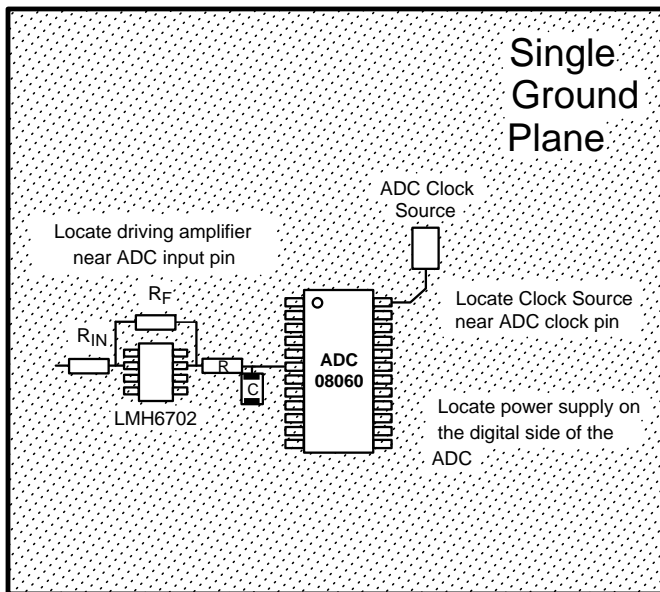 Single
Ground
Plane
ADC Clock
Source
Locate driving amplifier
near ADC input pin
RF
RIN
R
C
LMH6702
ADC
08060
Locate Clock Source
near ADC clock pin
Locate power supply on
the digital side of the
ADC